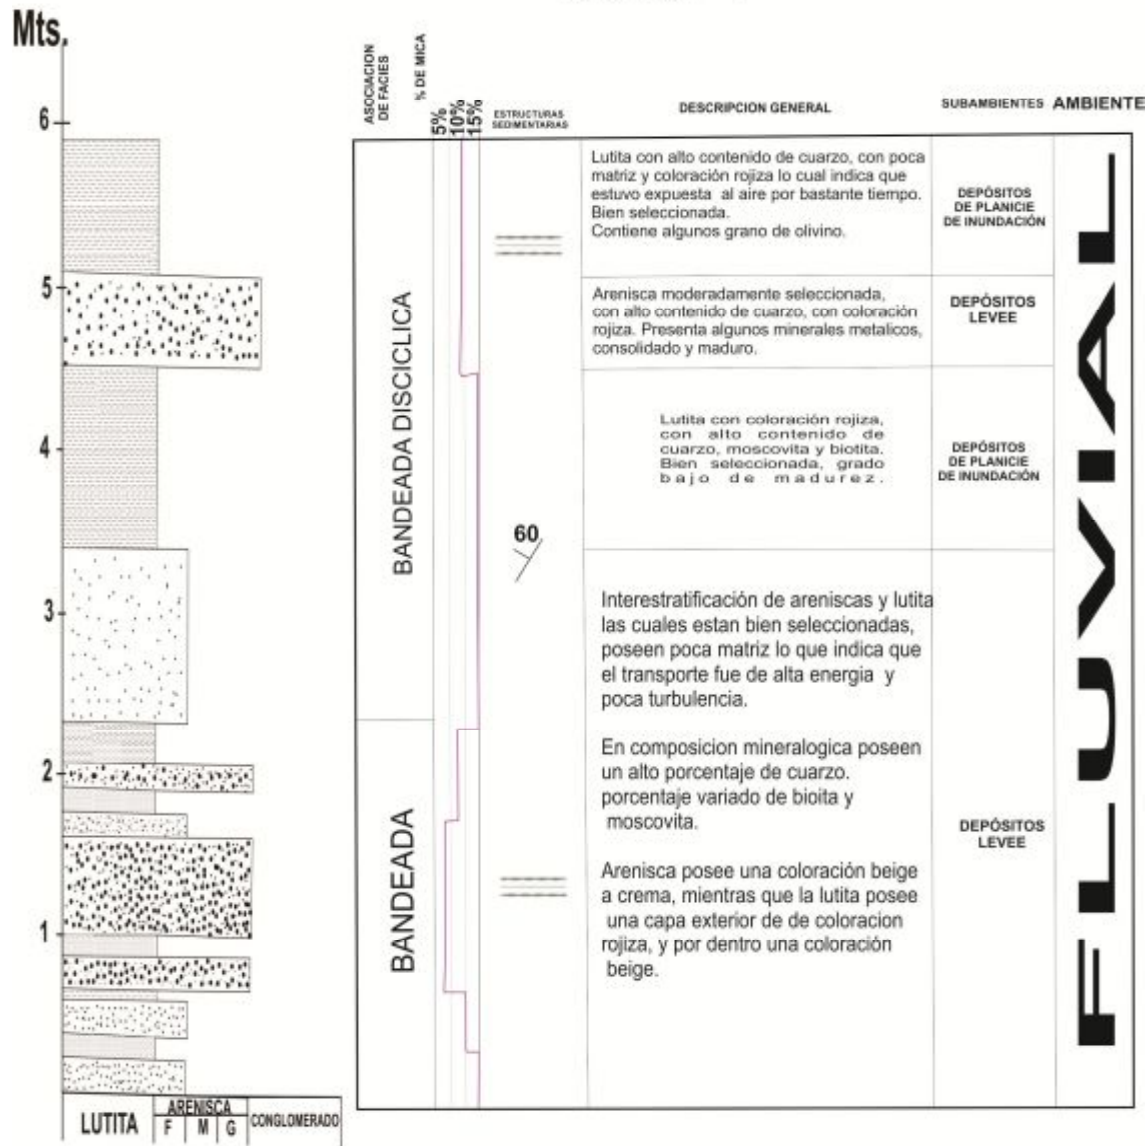 Mts.
6
5
4
3
2
1
LUTITA
ARENISCA
F M G
CONGLOMERADO
ASOCIACION
DE FACIES
% DE MICA
5%
10%
15%
ESTRUCTURAS
SEDIMENTARIAS
DESCRIPCION GENERAL
SUBAMBIENTES
AMBIENTE
BANDEADA DISCICLICA
BANDEADA
60
Lutita con alto contenido de cuarzo, con poca
matriz y coloración rojiza lo cual indica que
estuvo expuesta al aire por bastante tiempo.
Bien seleccionada.
Contiene algunos grano de olivino.
DEPÓSITOS
DE PLANICIE
DE INUNDACIÓN
Arenisca moderadamente seleccionada,
con alto contenido de cuarzo, con coloración
rojiza. Presenta algunos minerales metalicos,
consolidado y maduro.
DEPÓSITOS
LEVEE
Lutita con coloración rojiza,
con alto contenido de
cuarzo, moscovita y biotita.
Bien seleccionada, grado
bajo de madurez.
DEPÓSITOS
DE PLANICIE
DE INUNDACIÓN
Interestratificación de areniscas y lutita
las cuales estan bien seleccionadas,
poseen poca matriz lo que indica que
el transporte fue de alta energia y
poca turbulencia.
En composicion mineralogica poseen
un alto porcentaje de cuarzo.
porcentaje variado de bioita y
moscovita.
Arenisca posee una coloración beige
a crema, mientras que la lutita posee
una capa exterior de de coloracion
rojiza, y por dentro una coloración
beige.
DEPÓSITOS
LEVEE
FLUVIAL